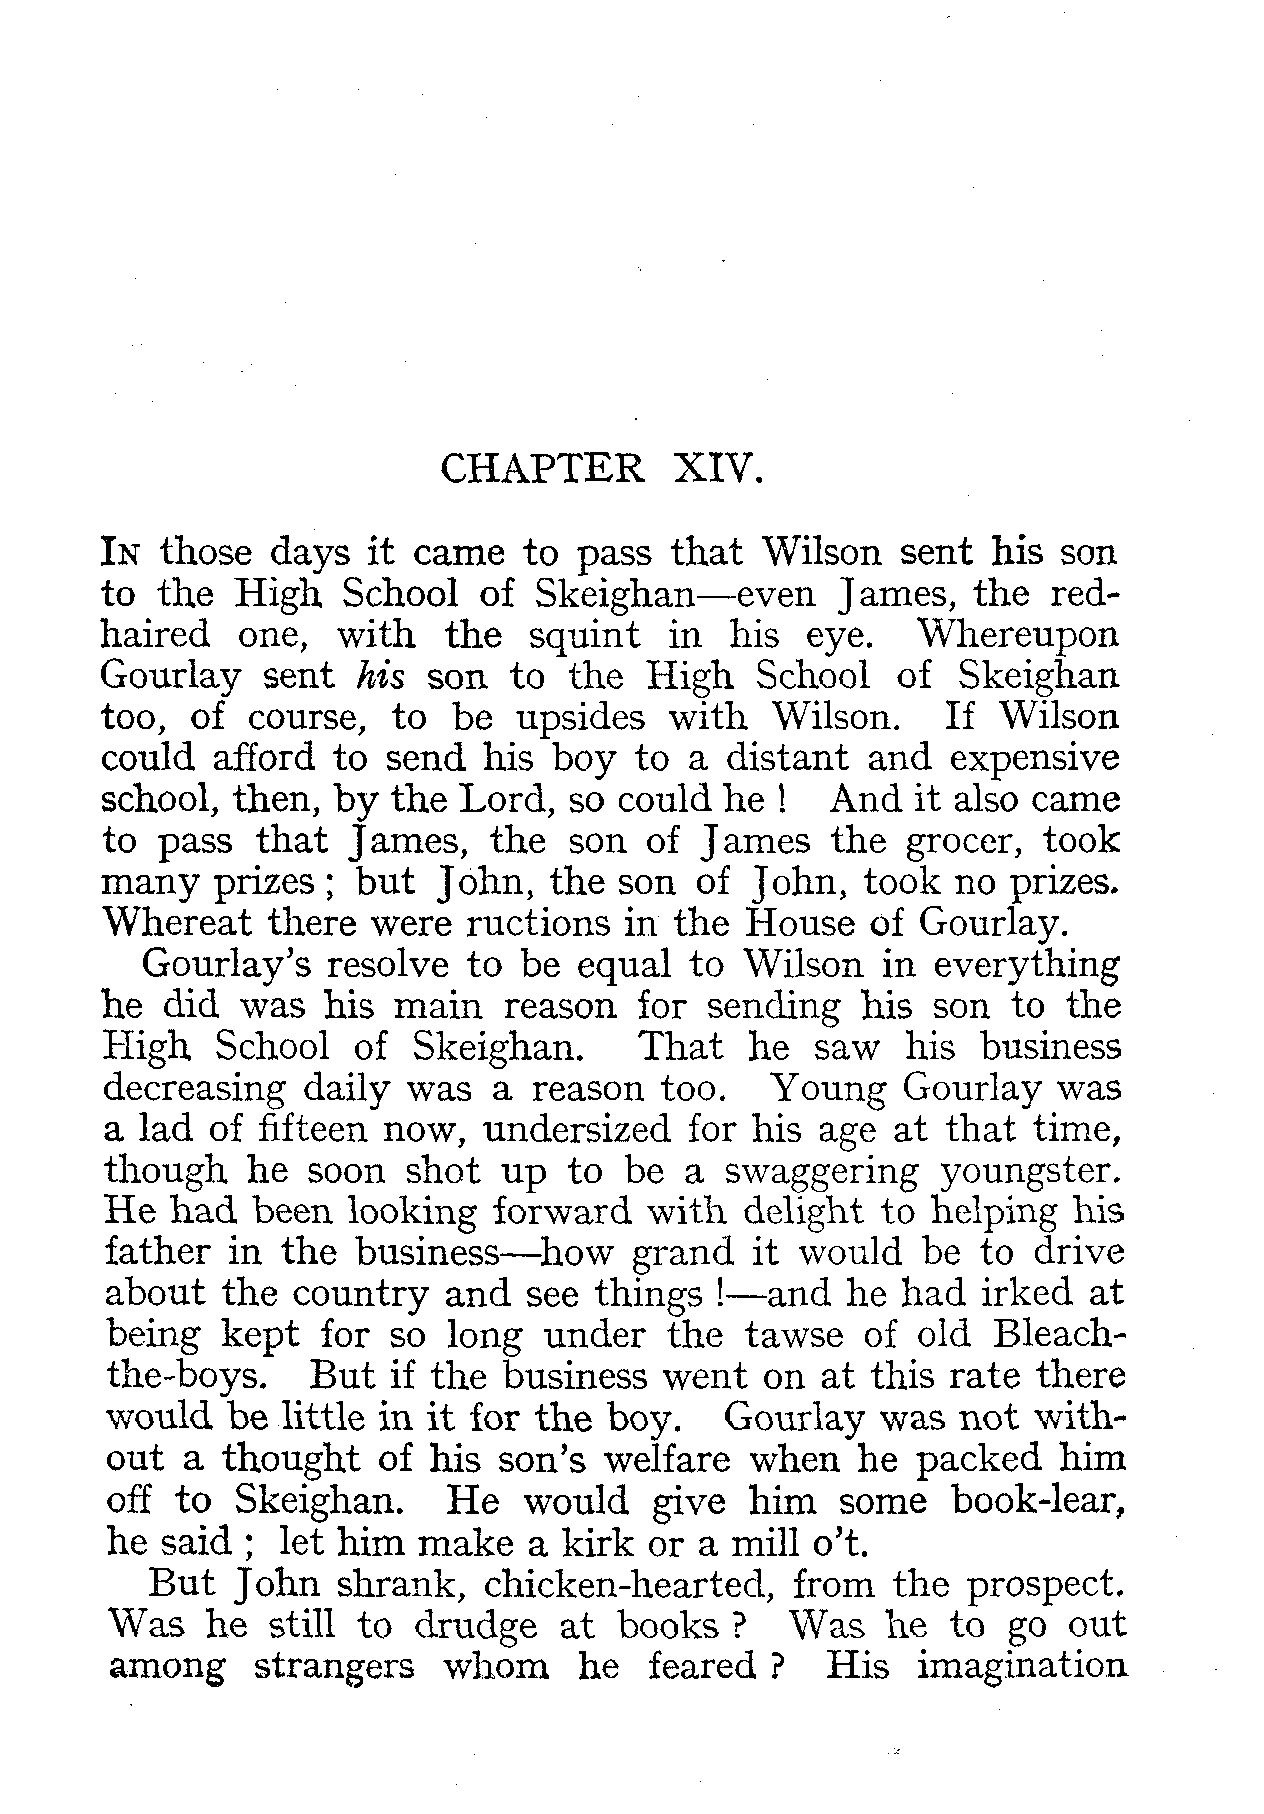 CHAPTER XIV.
IN those days it came to pass that Wilson sent his son
to the High School of Skeighan—even James, the red-
haired one, with the squint in his eye. Whereupon
Gourlay sent his son to the High School of Skeighan
too, of course, to be upsides with Wilson. If Wilson
could afford to send his boy to a distant and expensive
school, then, by the Lord, so could he ! And it also came
to pass that James, the son of James the grocer, took
many prizes ; but John, the son of John, took no prizes.
Whereat there were ructions in the House of Gourlay.
Gourlay's resolve to be equal to Wilson in everything
he did was his main reason for sending his son to the
High School of Skeighan. That he saw his business
decreasing daily was a reason too. Young Gourlay was
a lad of fifteen now, undersized for his age at that time,
though he soon shot up to be a swaggering youngster.
He had been looking forward with delight to helping his
father in the business—how grand it would be to drive
about the country and see things !—and he had irked at
being kept for so long under the tawse of old Bleach-
the-boys. But if the business went on at this rate there
would be little in it for the boy. Gourlay was not with-
out a thought of his son's welfare when he packed him
off to Skeighan. He would give him some book-lear,
he said ; let him make a kirk or a mill o't.
But John shrank, chicken-hearted, from the prospect.
Was he still to drudge at books ? Was he to go out
among strangers whom he feared ? His imagination